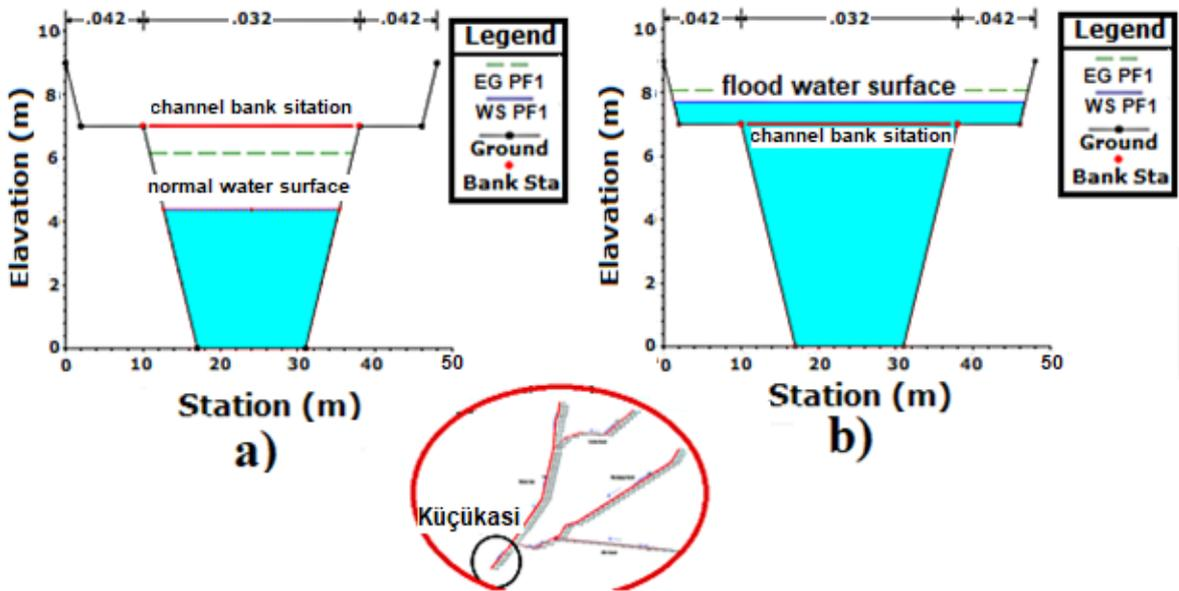 .042 .032 .042
10
8
6
4
2
0
Elavation (m)
channel bank sitation
normal water surface
0 10 20 30 40 50
Station (m)
a)
Legend
EG PF1
WS PF1
Ground
Bank Sta
.042 .032 .042
10
8
6
4
2
0
Elavation (m)
flood water surface
channel bank sitation
0 10 20 30 40 50
Station (m)
b)
Legend
EG PF1
WS PF1
Ground
Bank Sta
Küçükasi